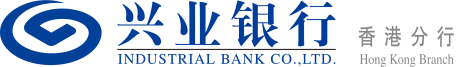 兴业银行
INDUSTRIAL BANK CO.,LTD.
香港分行
Hong Kong Branch